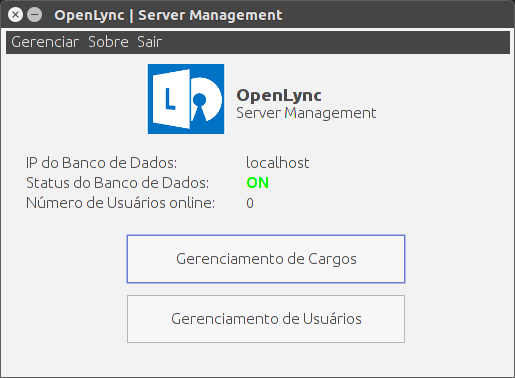 OpenLync | Server Management
Gerenciar Sobre Sair
L
OpenLync
Server Management
IP do Banco de Dados: localhost
Status do Banco de Dados: ON
Número de Usuários online: 0
Gerenciamento de Cargos
Gerenciamento de Usuários